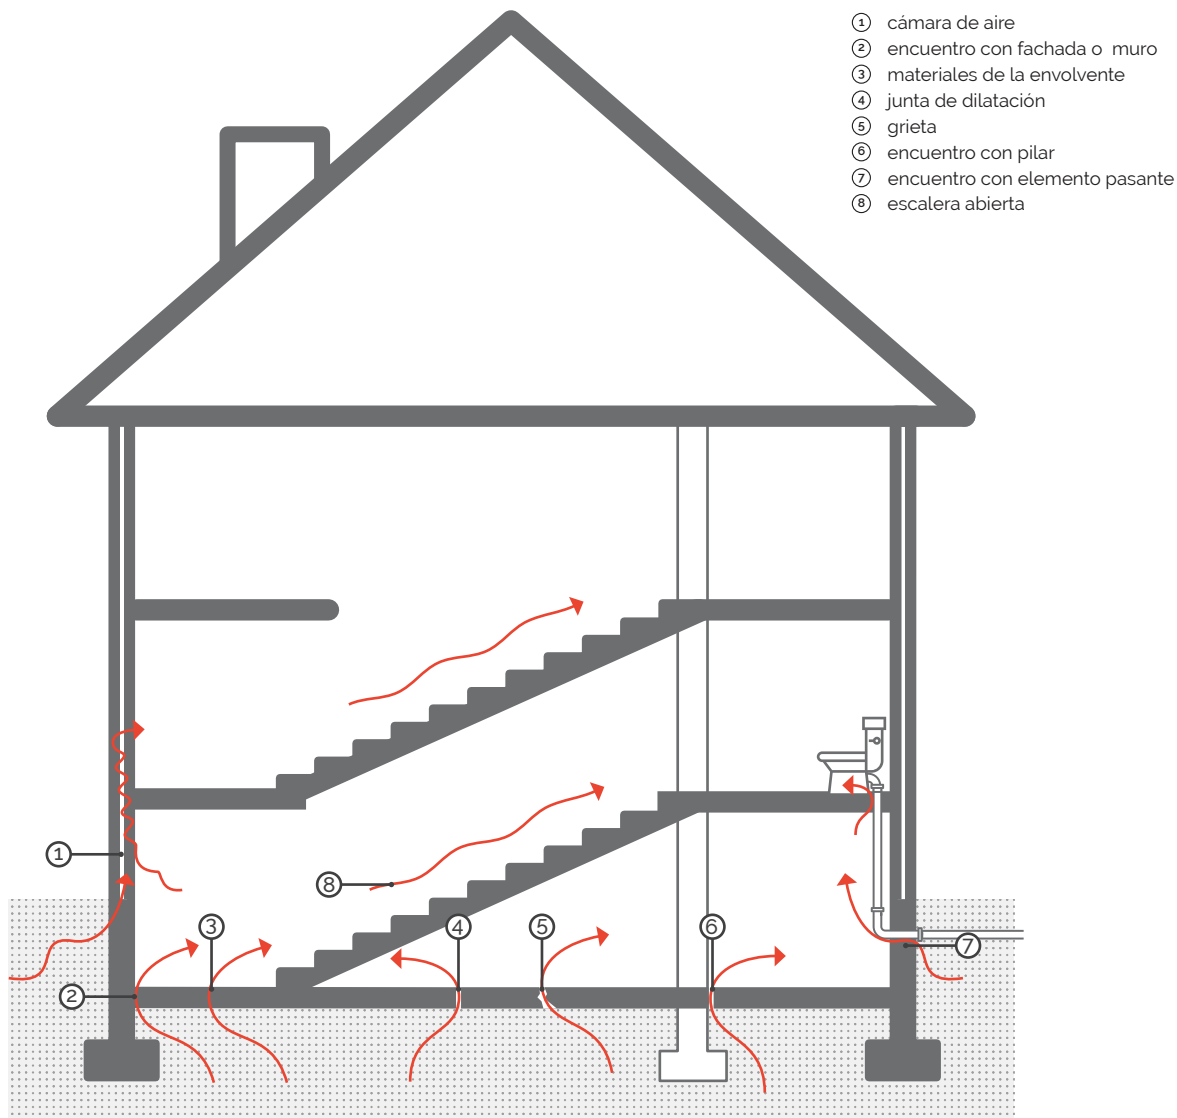 ① cámara de aire
② encuentro con fachada o muro
③ materiales de la envolvente
④ junta de dilatación
⑤ grieta
⑥ encuentro con pilar
⑦ encuentro con elemento pasante
⑧ escalera abierta
①
⑧
③
④
⑤
⑥
⑦
②